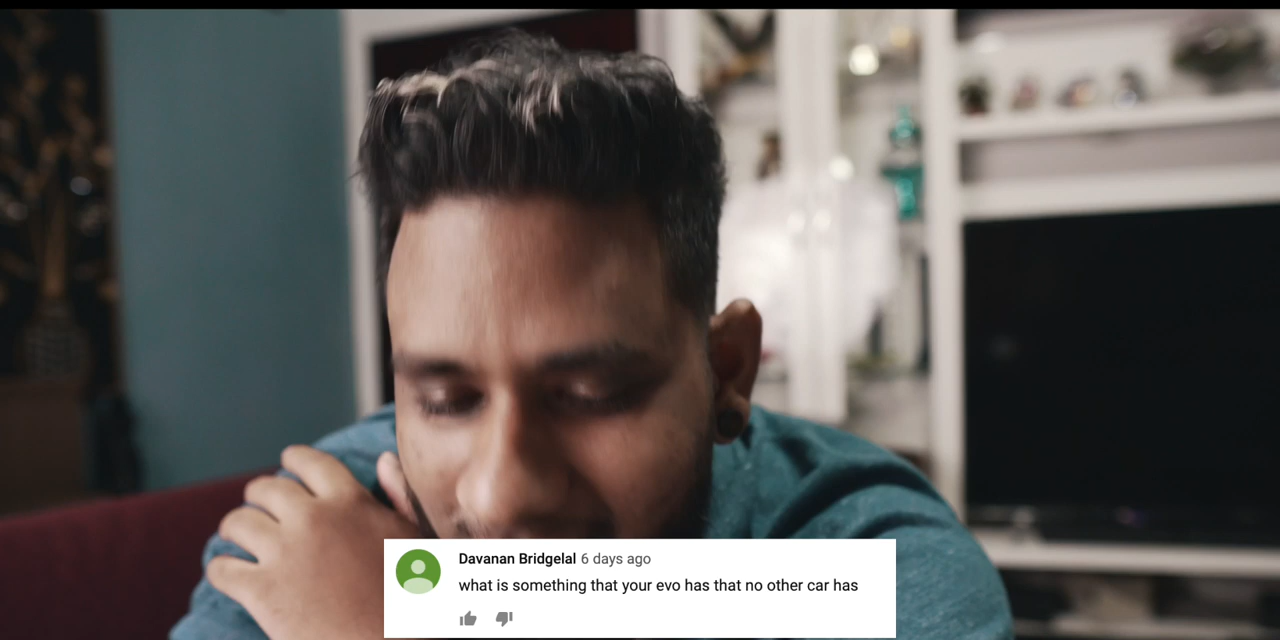 Davanan Bridgelal 6 days ago
what is something that your evo has that no other car has